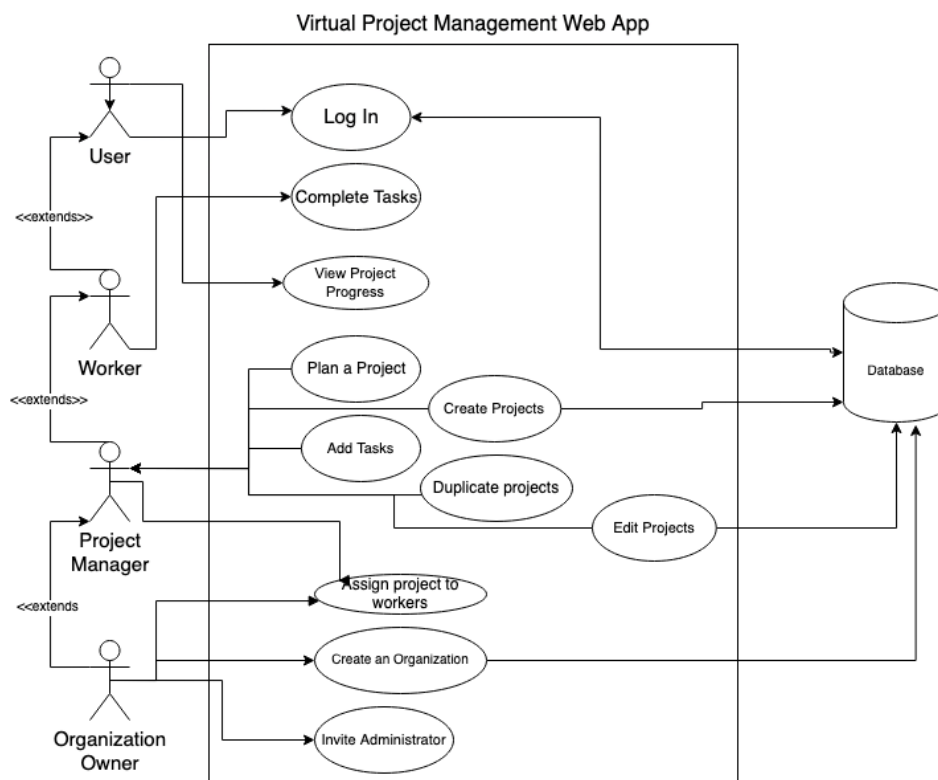 Virtual Project Management Web App
Log In
User
Complete Tasks
<<extends>>
View Project
Progress
Worker
Plan a Project
Database
<<extends>>
Create Projects
Add Tasks
Duplicate projects
Edit Projects
Project
Manager
Assign project to
workers
<<extends
Create an Organization
Organization
Owner
Invite Administrator